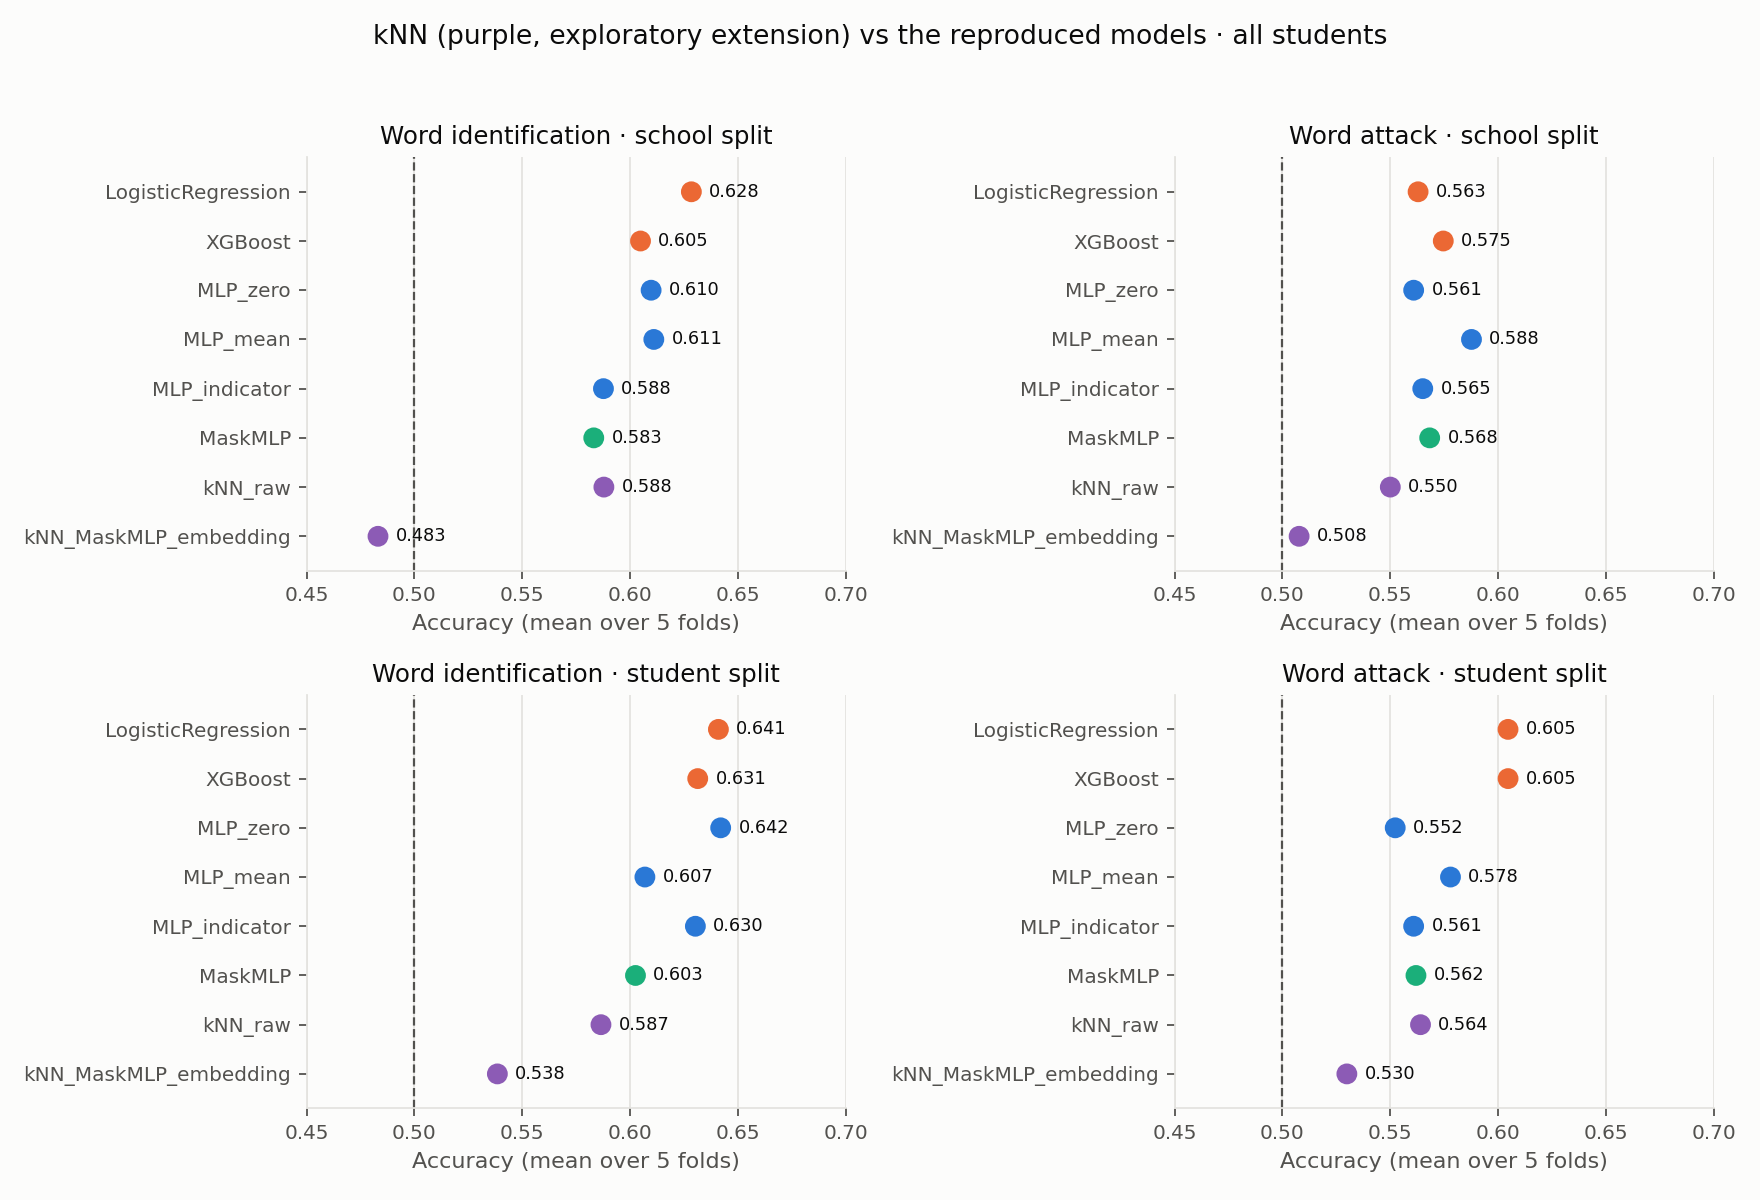 kNN (purple, exploratory extension) vs the reproduced models · all students
Word identification · school split
LogisticRegression 0.628
XGBoost 0.605
MLP_zero 0.610
MLP_mean 0.611
MLP_indicator 0.588
MaskMLP 0.583
kNN_raw 0.588
kNN_MaskMLP_embedding 0.483
0.45 0.50 0.55 0.60 0.65 0.70
Accuracy (mean over 5 folds)
Word attack · school split
LogisticRegression 0.563
XGBoost 0.575
MLP_zero 0.561
MLP_mean 0.588
MLP_indicator 0.565
MaskMLP 0.568
kNN_raw 0.550
kNN_MaskMLP_embedding 0.508
0.45 0.50 0.55 0.60 0.65 0.70
Accuracy (mean over 5 folds)
Word identification · student split
LogisticRegression 0.641
XGBoost 0.631
MLP_zero 0.642
MLP_mean 0.607
MLP_indicator 0.630
MaskMLP 0.603
kNN_raw 0.587
kNN_MaskMLP_embedding 0.538
0.45 0.50 0.55 0.60 0.65 0.70
Accuracy (mean over 5 folds)
Word attack · student split
LogisticRegression 0.605
XGBoost 0.605
MLP_zero 0.552
MLP_mean 0.578
MLP_indicator 0.561
MaskMLP 0.562
kNN_raw 0.564
kNN_MaskMLP_embedding 0.530
0.45 0.50 0.55 0.60 0.65 0.70
Accuracy (mean over 5 folds)